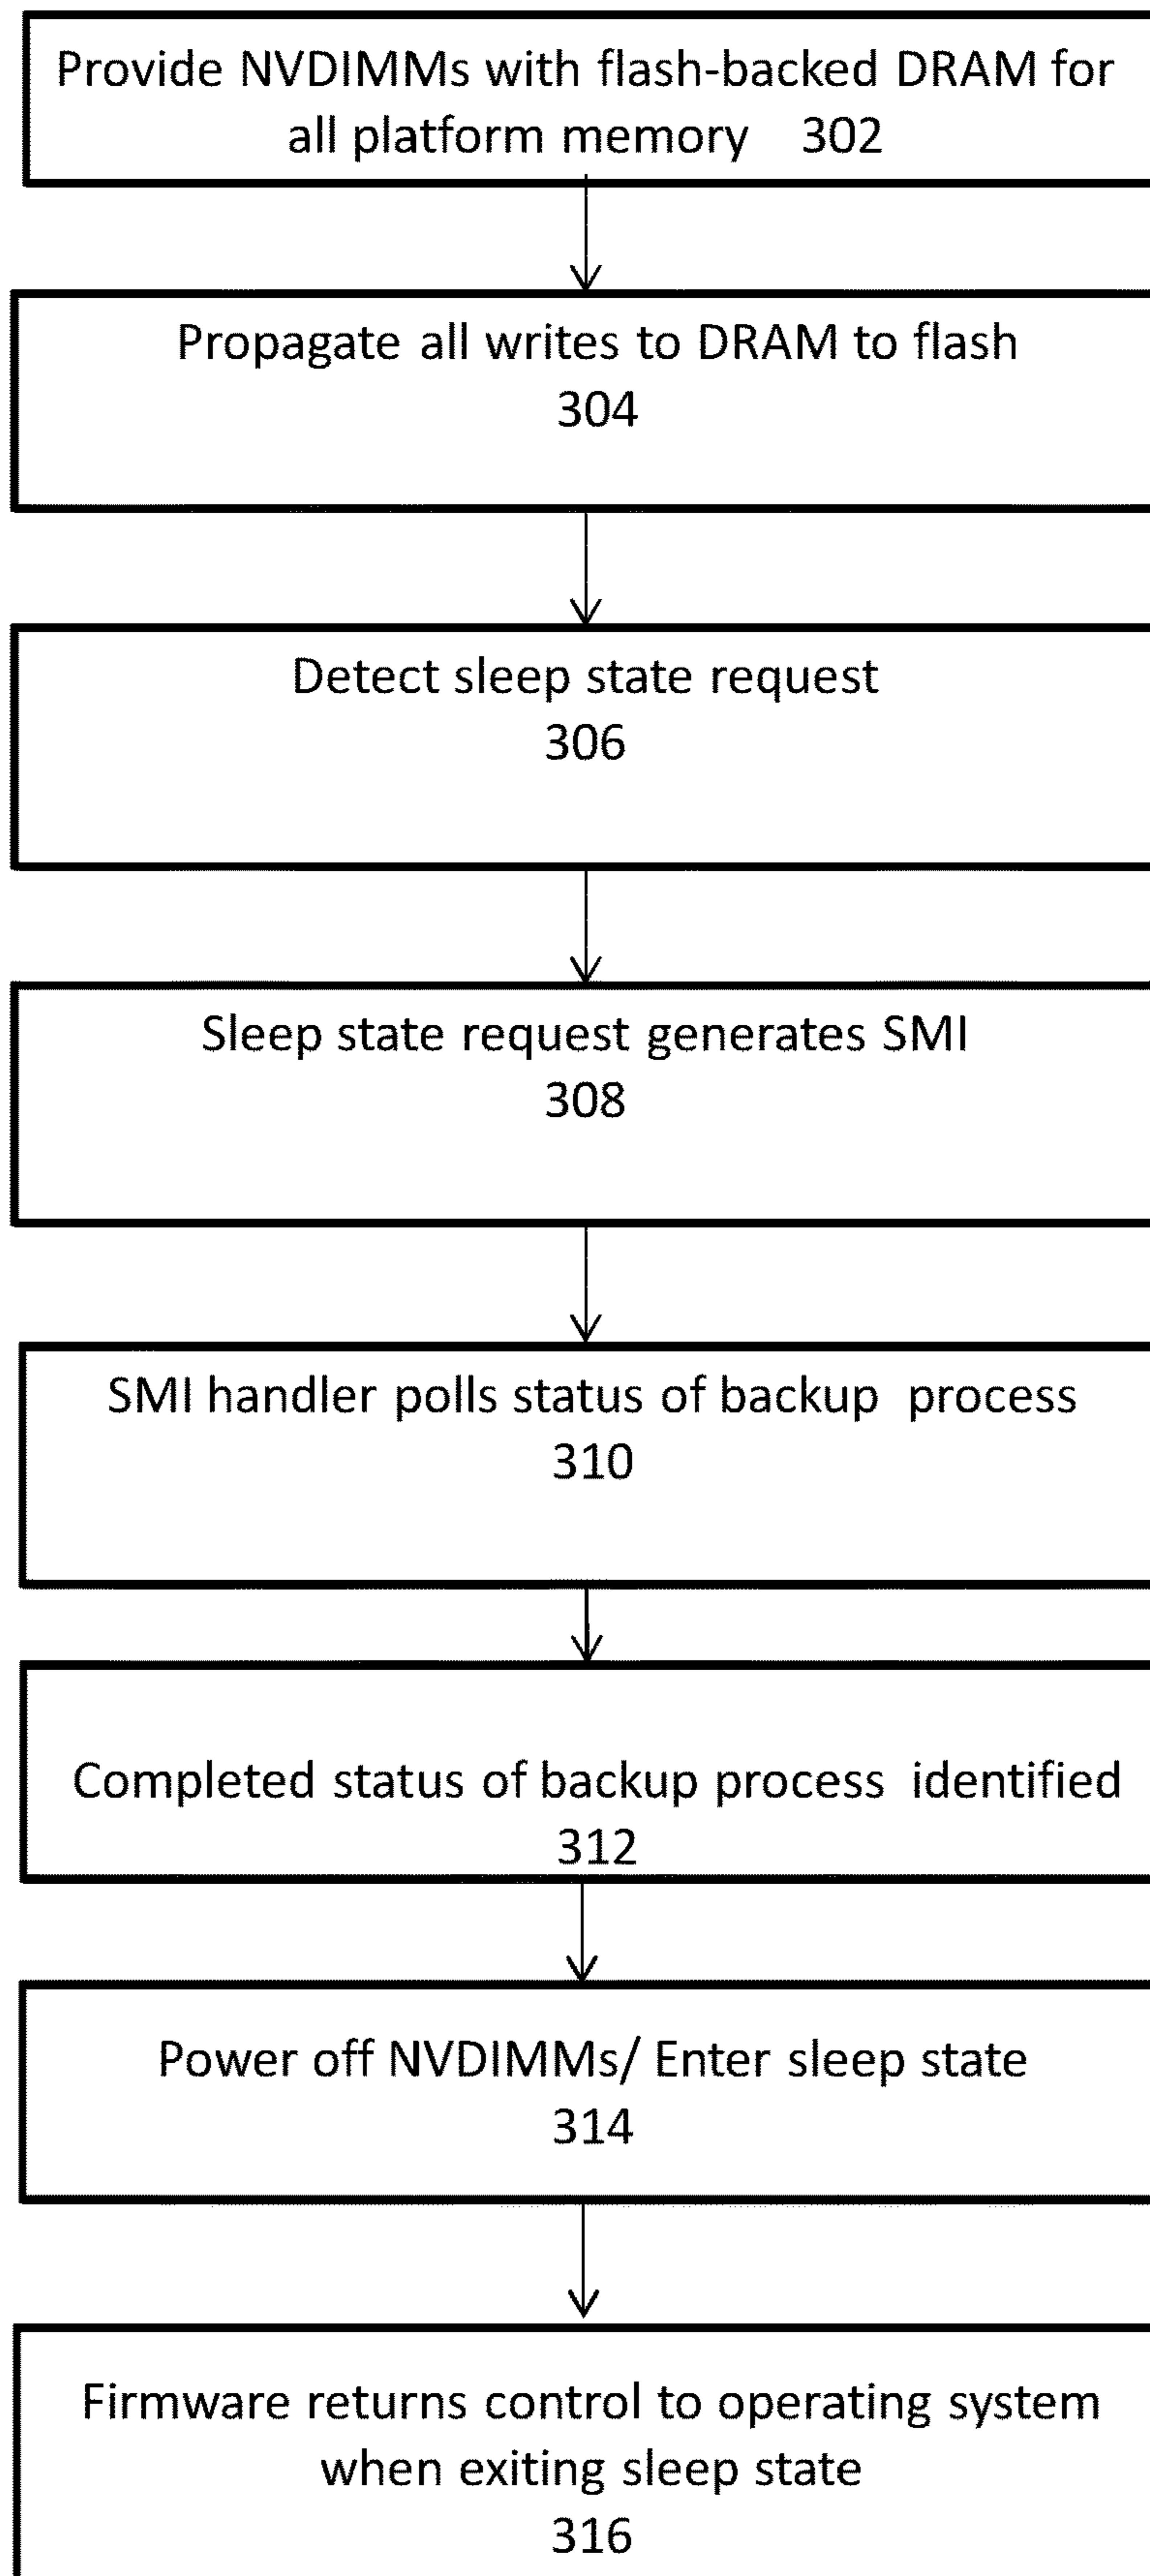 Provide NVDIMMs with flash-backed DRAM for
all platform memory 302
Propagate all writes to DRAM to flash
304
Detect sleep state request
306
Sleep state request generates SMI
308
SMI handler polls status of backup process
310
Completed status of backup process identified
312
Power off NVDIMMs/ Enter sleep state
314
Firmware returns control to operating system
when exiting sleep state
316